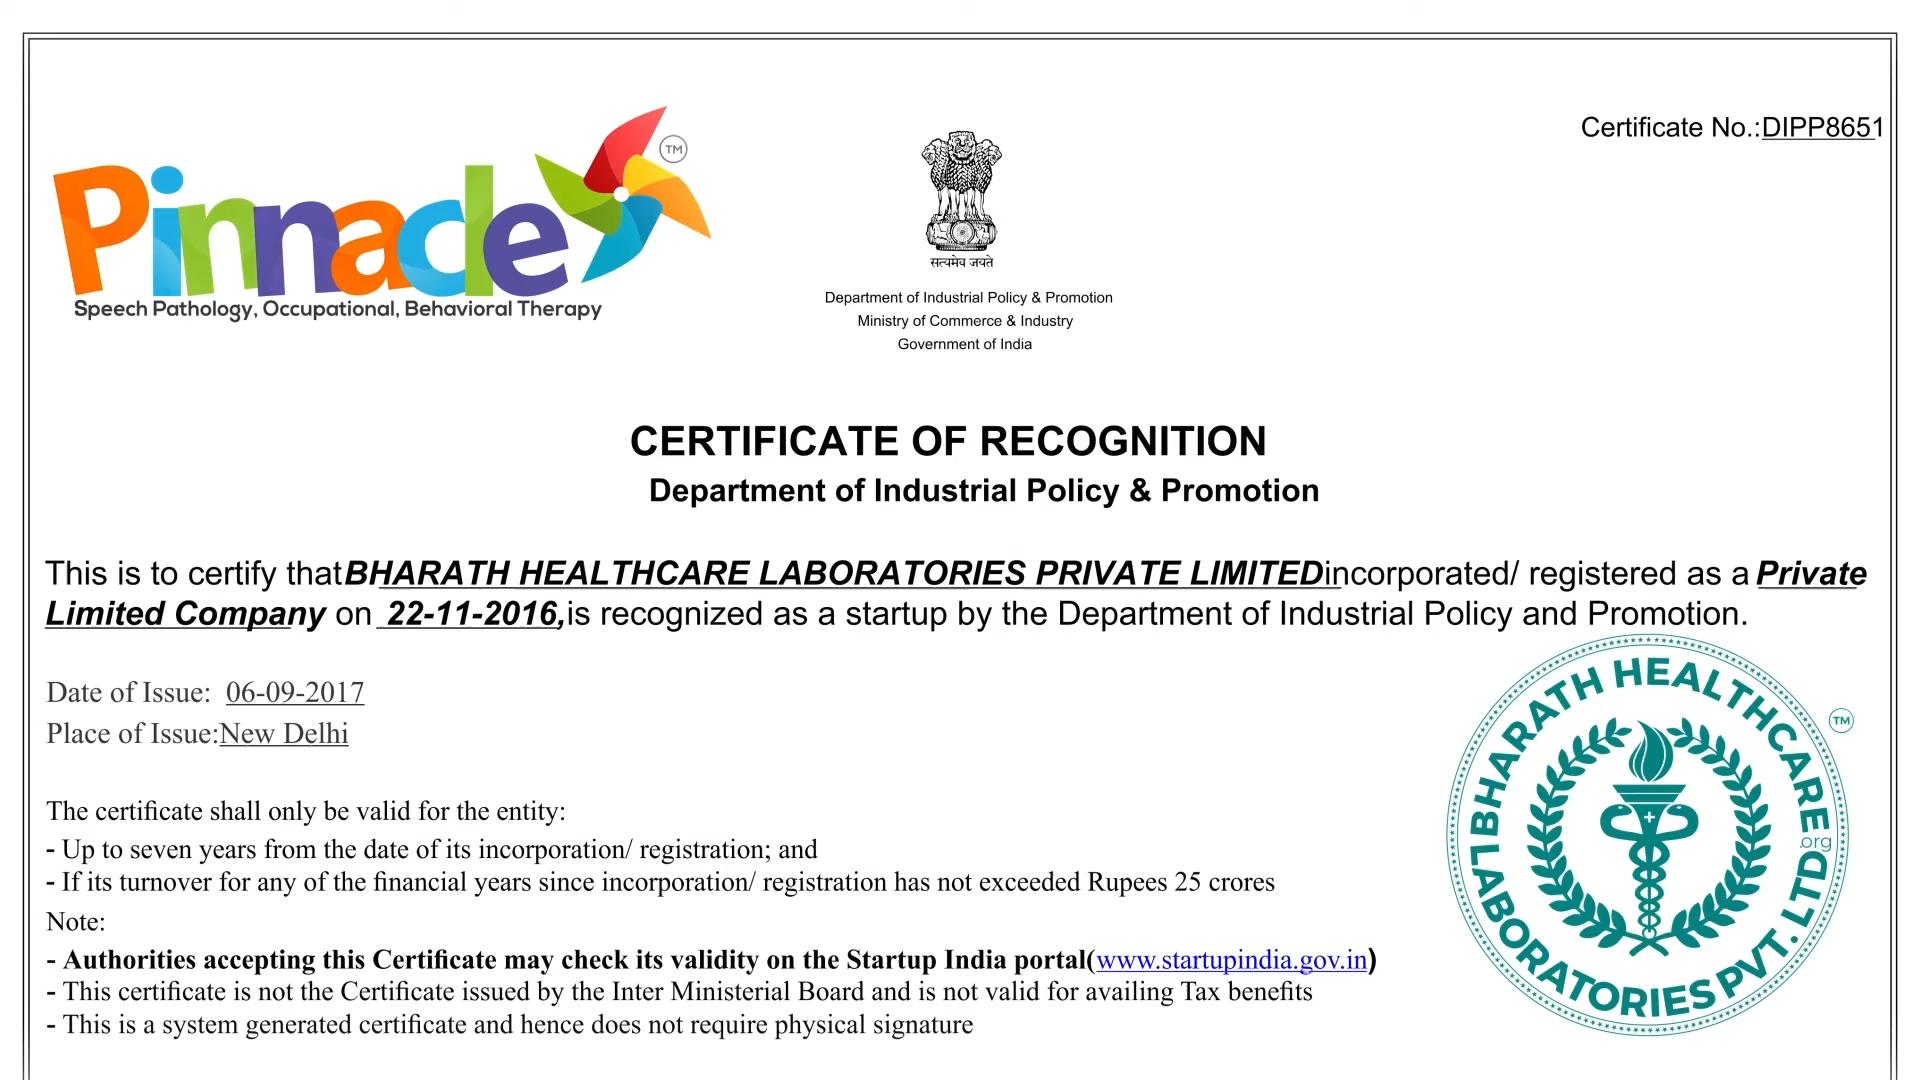 Certificate No.:DIPP8651
Pinnacle
TM
Speech Pathology, Occupational, Behavioral Therapy
सत्यमेव जयते
Department of Industrial Policy & Promotion
Ministry of Commerce & Industry
Government of India
CERTIFICATE OF RECOGNITION
Department of Industrial Policy & Promotion
This is to certify that BHARATH HEALTHCARE LABORATORIES PRIVATE LIMITED incorporated/ registered as a Private
Limited Company on 22-11-2016, is recognized as a startup by the Department of Industrial Policy and Promotion.
Date of Issue: 06-09-2017
Place of Issue:New Delhi
The certificate shall only be valid for the entity:
- Up to seven years from the date of its incorporation/ registration; and
- If its turnover for any of the financial years since incorporation/ registration has not exceeded Rupees 25 crores
Note:
- Authorities accepting this Certificate may check its validity on the Startup India portal(www.startupindia.gov.in)
- This certificate is not the Certificate issued by the Inter Ministerial Board and is not valid for availing Tax benefits
- This is a system generated certificate and hence does not require physical signature
BHARATH HEALTHCARE
LABORATORIES PVT. LTD
.org
TM